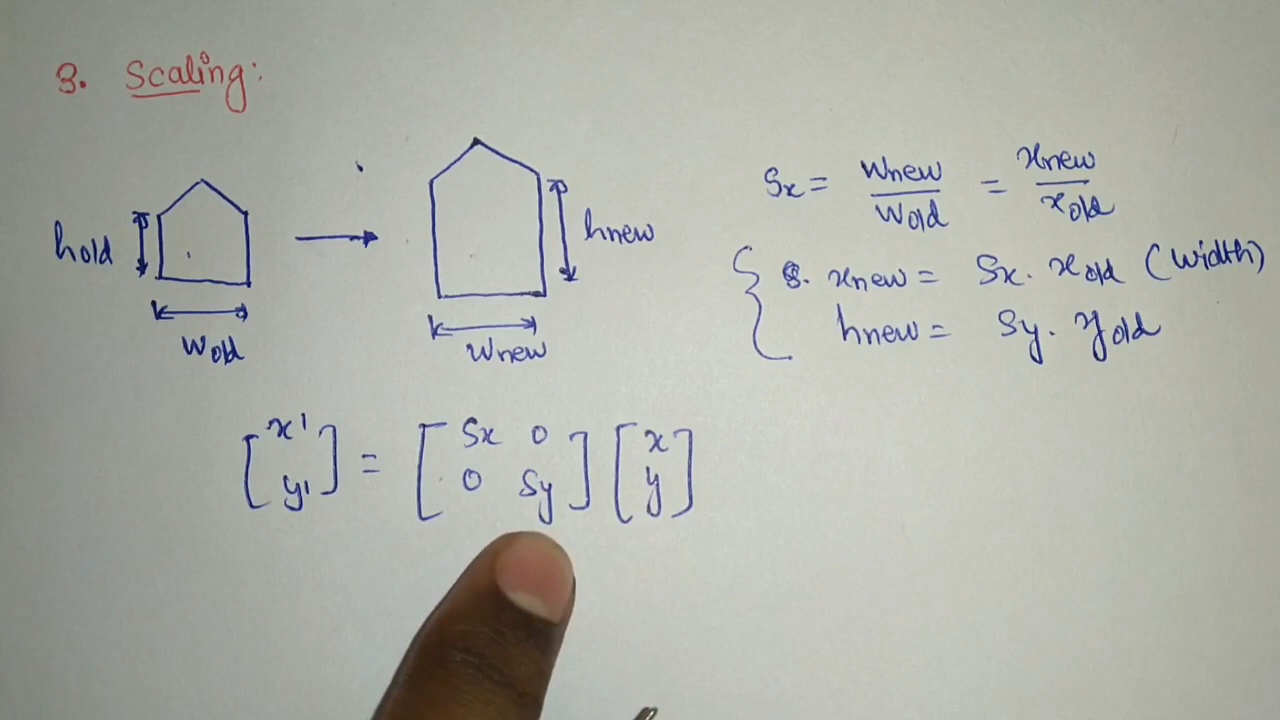 3. Scaling:
hold
Wold
hnew
Wnew
Sx = Wnew/Wold = xnew/xold
xnew = Sx. xold (width)
hnew = Sy. yold
[x' y'] = [Sx 0 0 Sy] [x y]